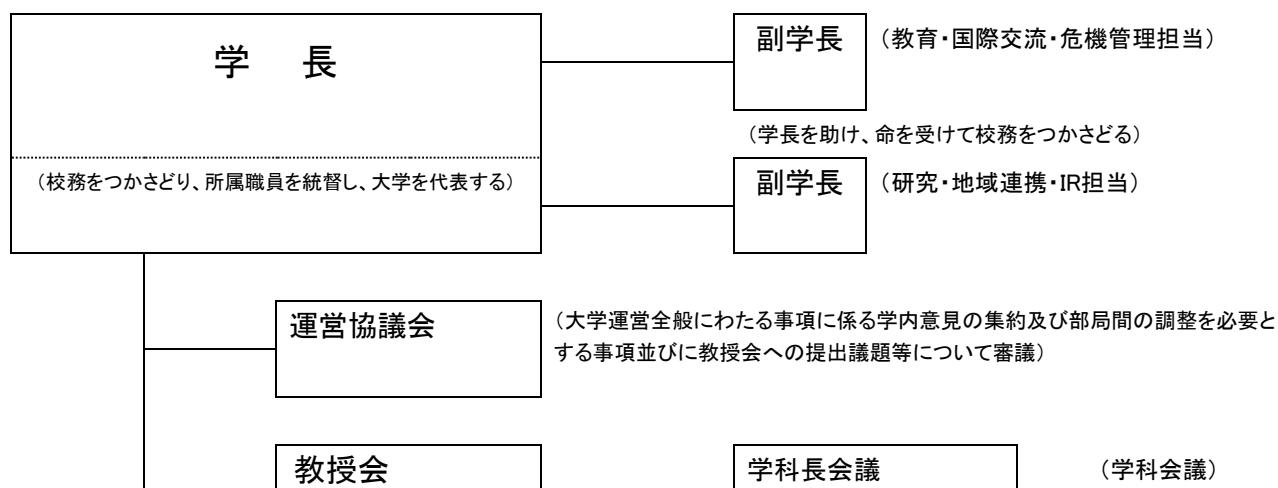 学 長
(校務をつかさどり、所属職員を統督し、大学を代表する)
副学長 (教育・国際交流・危機管理担当)
(学長を助け、命を受けて校務をつかさどる)
副学長 (研究・地域連携・IR担当)
運営協議会
(大学運営全般にわたる事項に係る学内意見の集約及び部局間の調整を必要と
する事項並びに教授会への提出議題等について審議)
教授会 学科長会議 (学科会議)